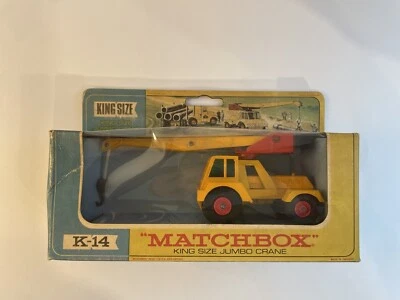 KING SIZE
K-14
"MATCHBOX"
KING SIZE JUMBO CRANE